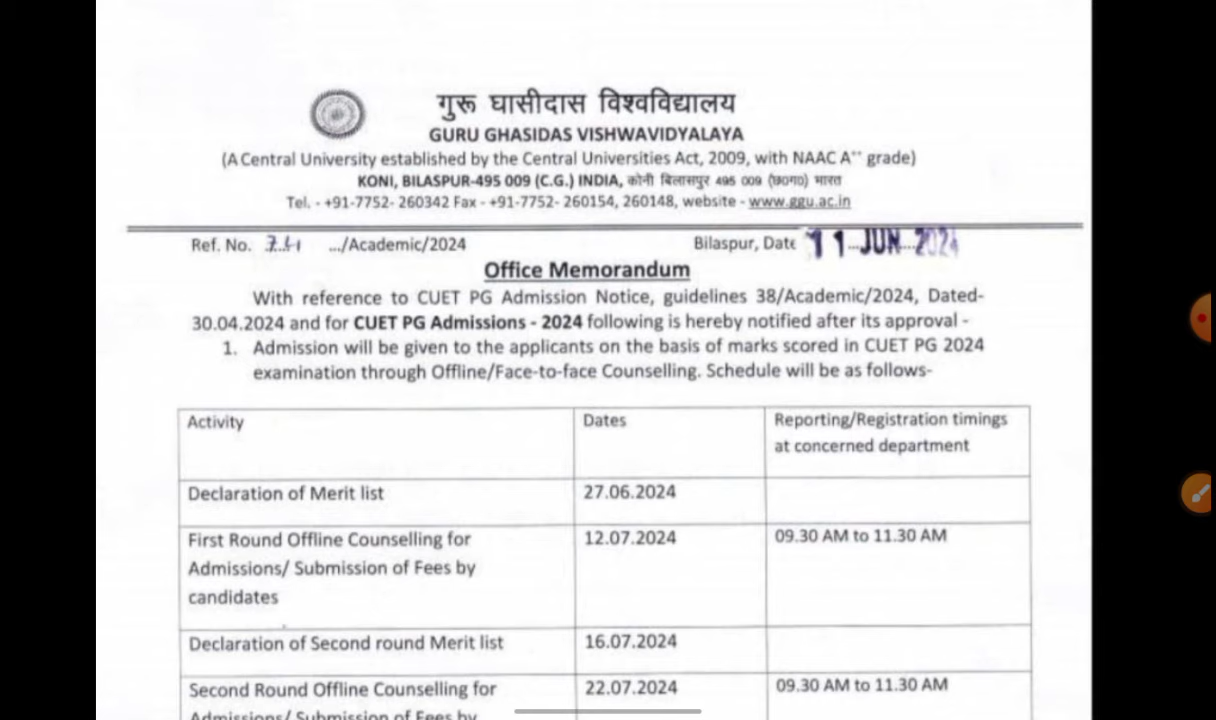 गुरू घासीदास विश्वविद्यालय
GURU GHASIDAS VISHWAVIDYALAYA
(A Central University established by the Central Universities Act, 2009, with NAAC A++ grade)
KONI, BILASPUR-495 009 (C.G.) INDIA, कोनी बिलासपुर 495 009 (छ0ग0) भारत
Tel. - +91-7752- 260342 Fax - +91-7752- 260154, 260148, website - www.ggu.ac.in
Ref. No. .../Academic/2024 Bilaspur, Date 11 JUN 2024
Office Memorandum
With reference to CUET PG Admission Notice, guidelines 38/Academic/2024, Dated-
30.04.2024 and for CUET PG Admissions - 2024 following is hereby notified after its approval -
1. Admission will be given to the applicants on the basis of marks scored in CUET PG 2024
examination through Offline/Face-to-face Counselling. Schedule will be as follows-
Activity Dates Reporting/Registration timings
at concerned department
Declaration of Merit list 27.06.2024
First Round Offline Counselling for 12.07.2024 09.30 AM to 11.30 AM
Admissions/ Submission of Fees by
candidates
Declaration of Second round Merit list 16.07.2024
Second Round Offline Counselling for 22.07.2024 09.30 AM to 11.30 AM
Admissions/ Submission of Fees by